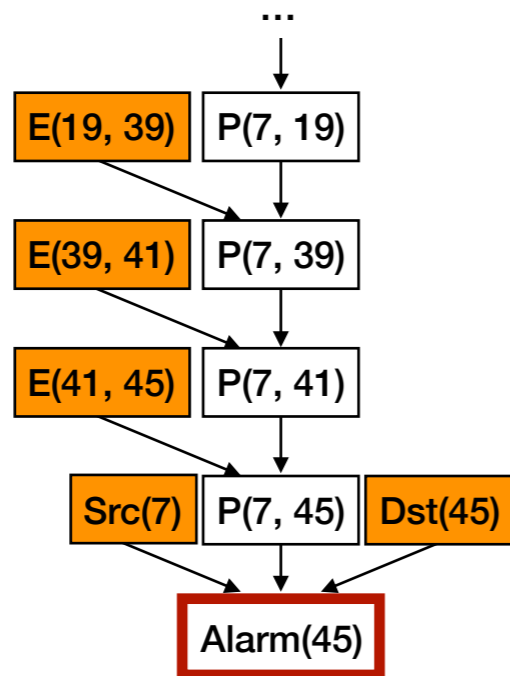 ...
E(19, 39) P(7, 19)
E(39, 41) P(7, 39)
E(41, 45) P(7, 41)
Src(7) P(7, 45) Dst(45)
Alarm(45)